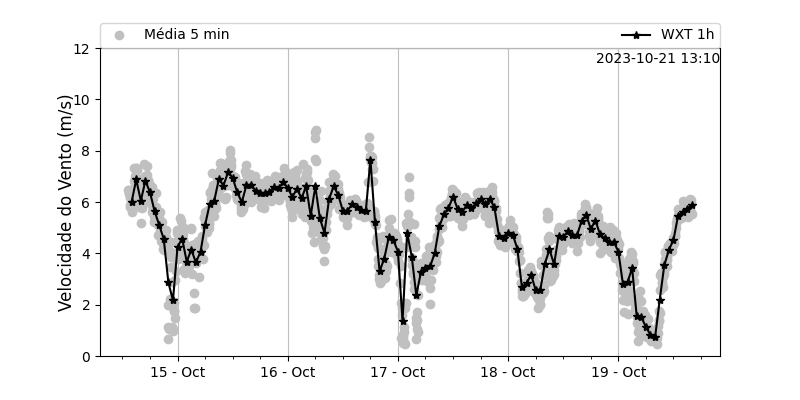 Média 5 min
WXT 1h
2023-10-21 13:10
Velocidade do Vento (m/s)
12
10
8
6
4
2
0
15 - Oct
16 - Oct
17 - Oct
18 - Oct
19 - Oct